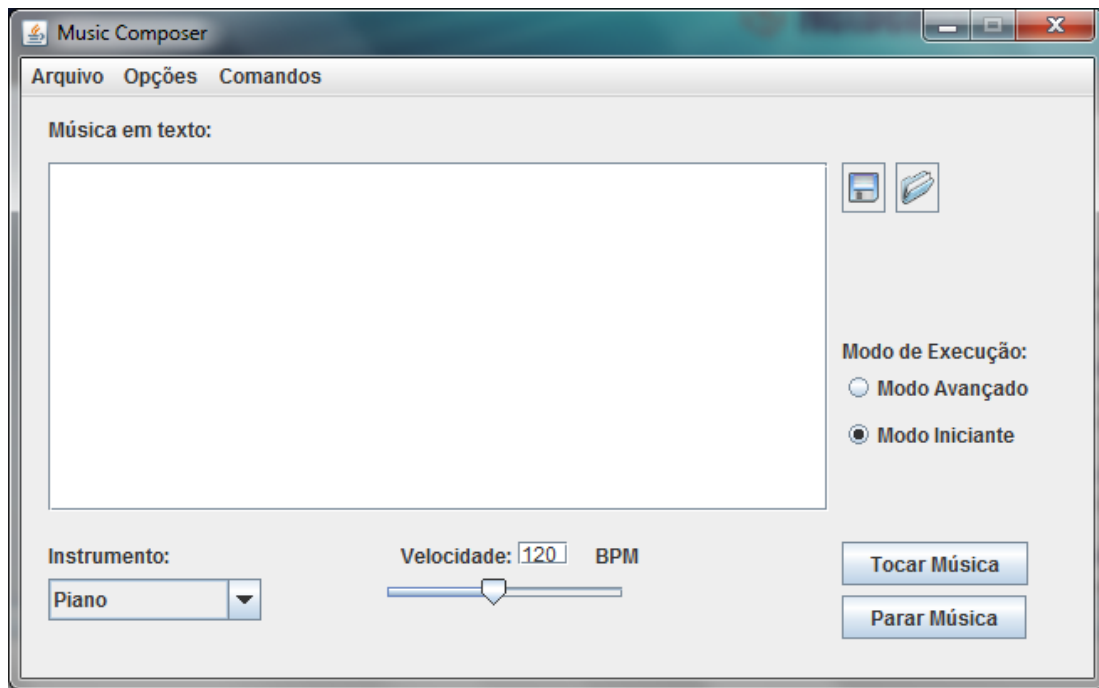 Music Composer
Arquivo Opções Comandos
Música em texto:
Modo de Execução:
Modo Avançado
Modo Iniciante
Instrumento:
Velocidade: 120 BPM
Piano
Tocar Música
Parar Música